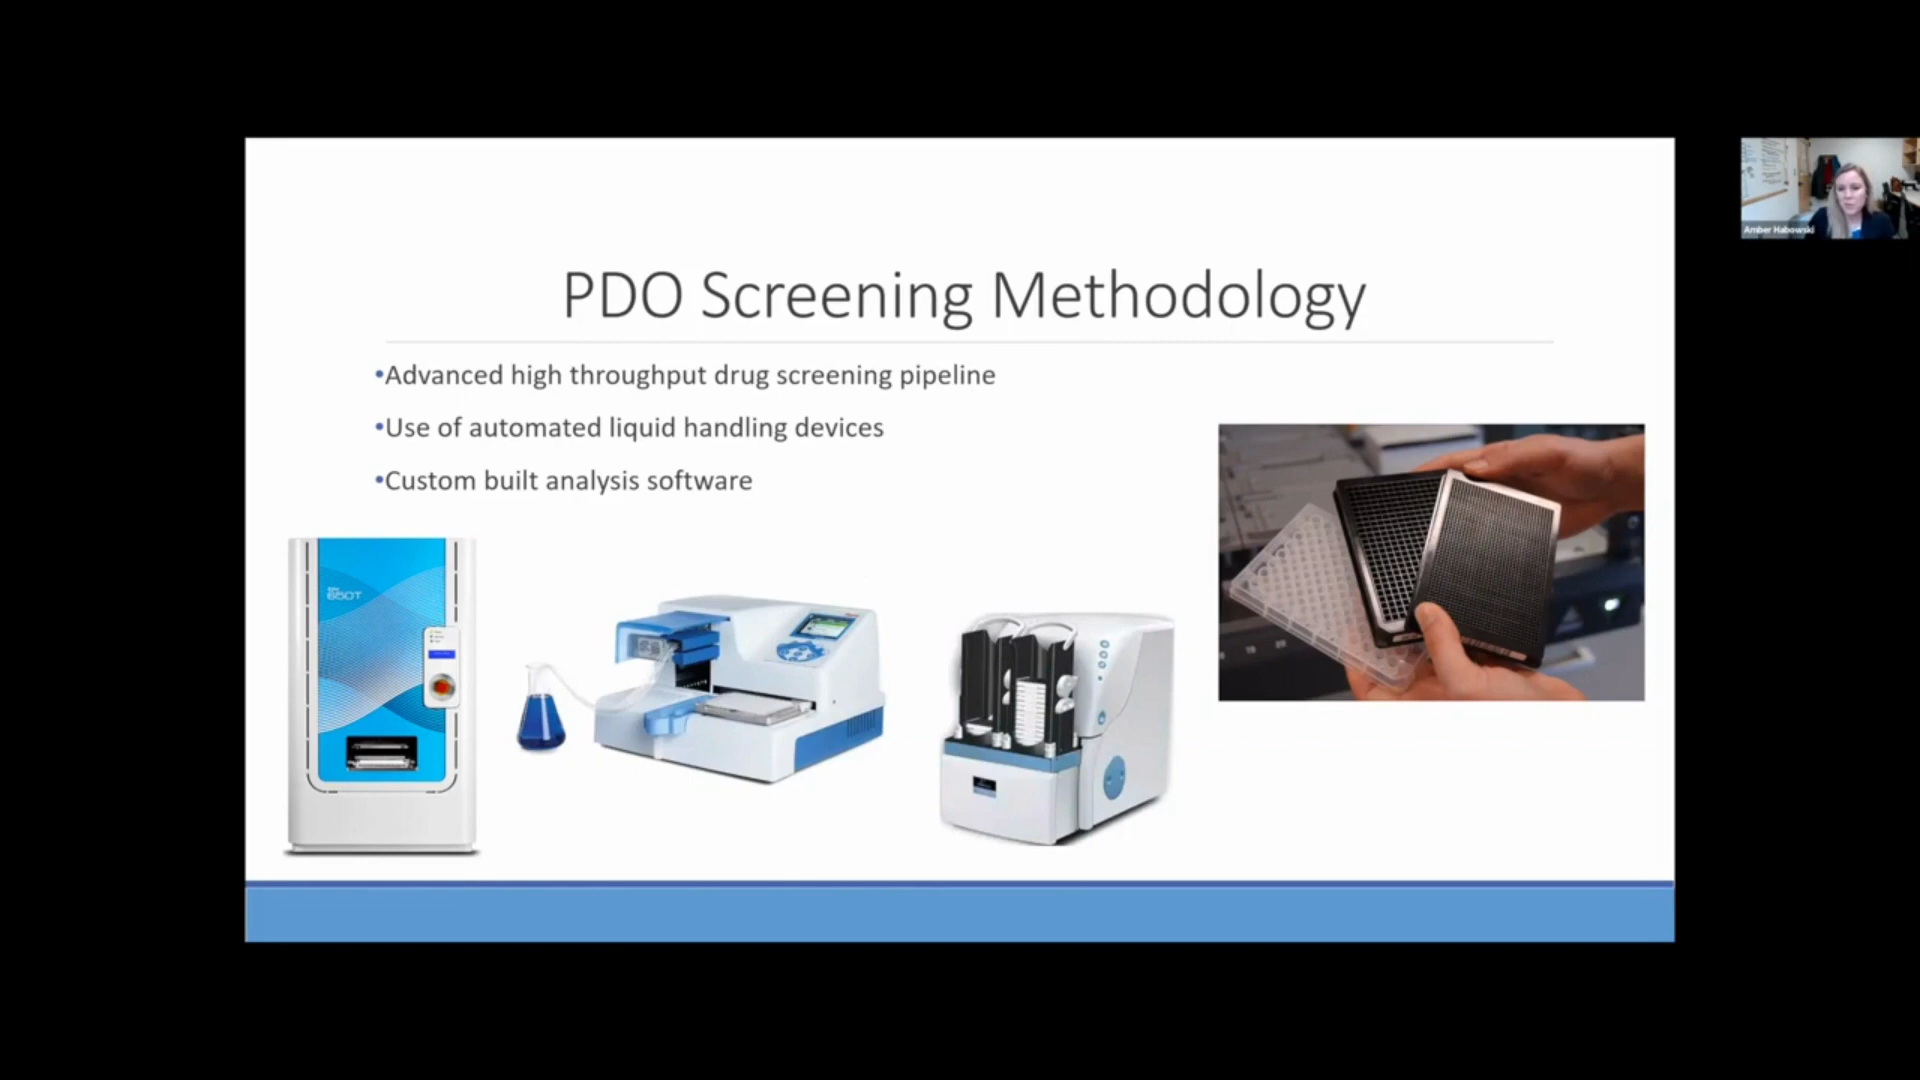 PDO Screening Methodology
•Advanced high throughput drug screening pipeline
•Use of automated liquid handling devices
•Custom built analysis software
650T
Amber Habowski